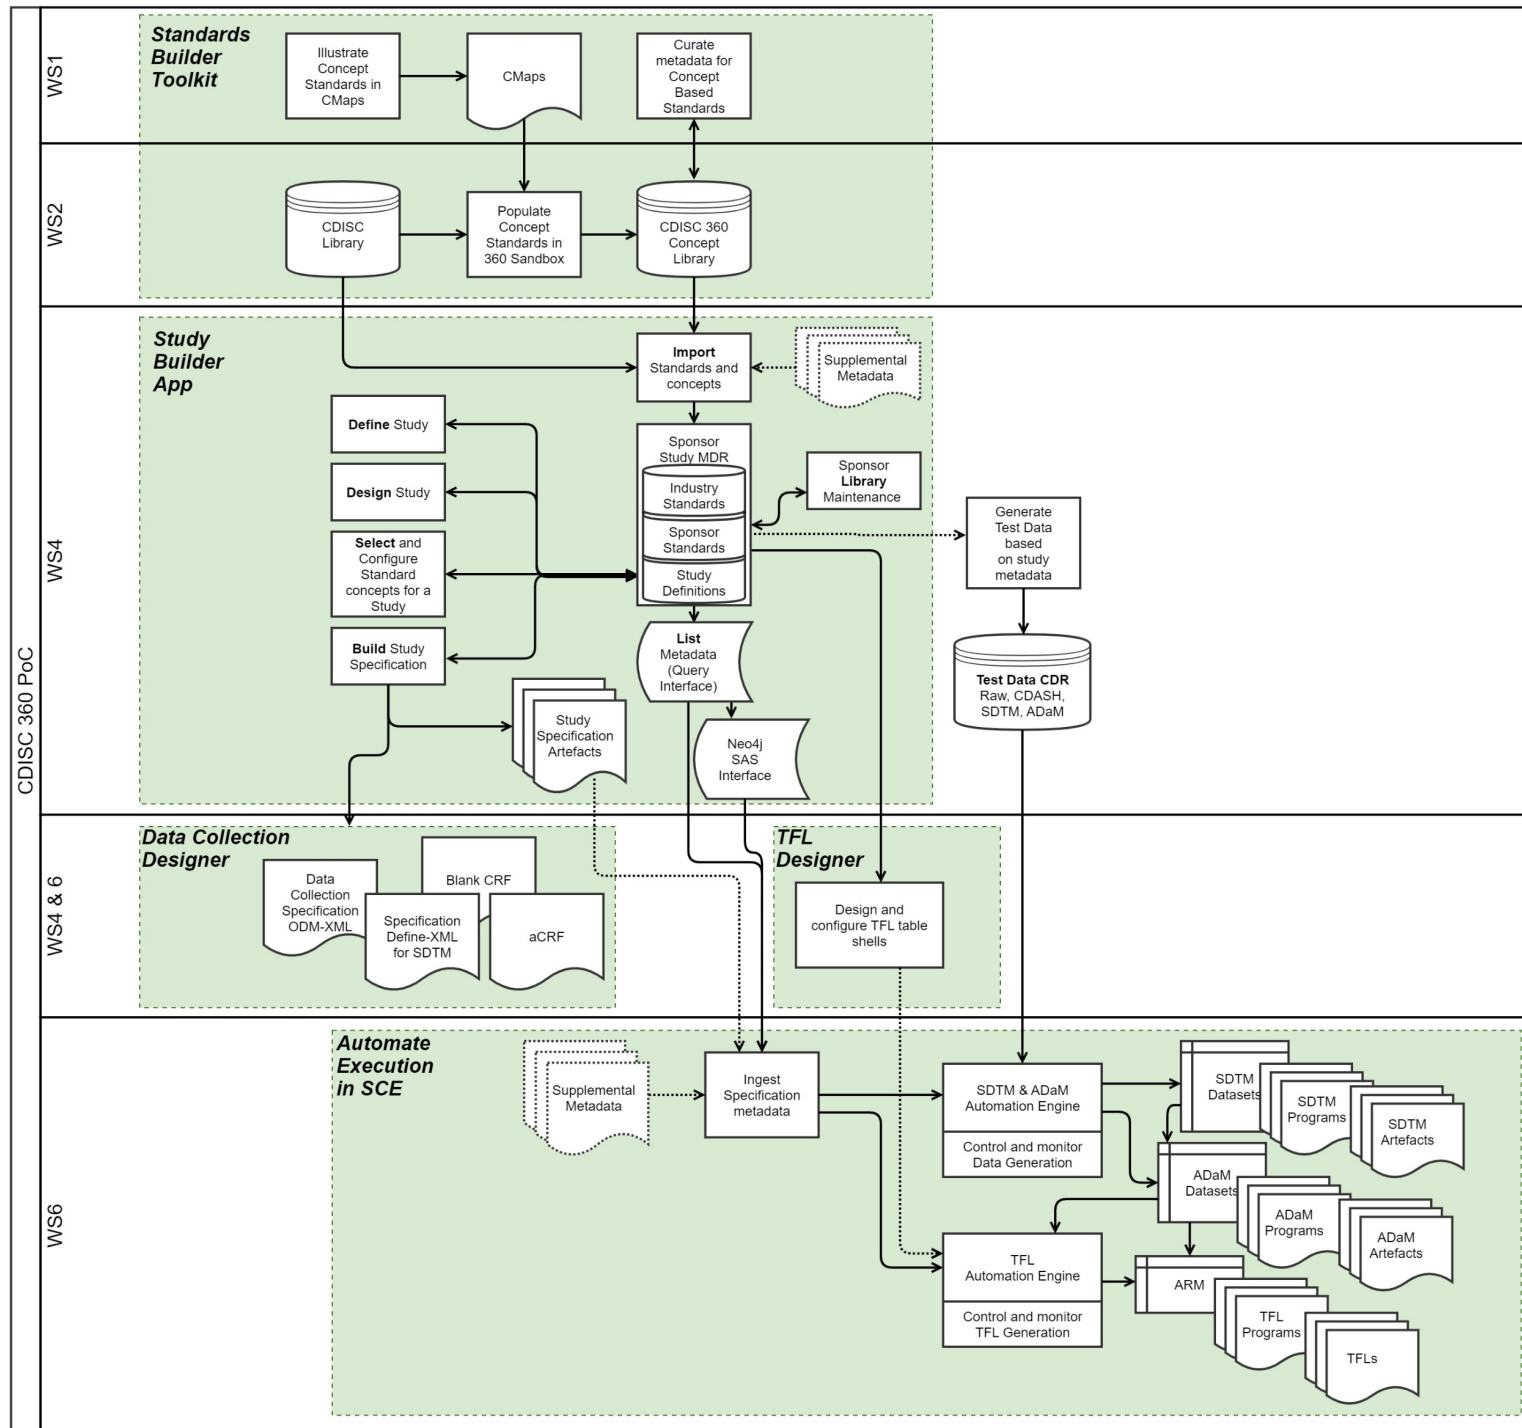 CDISC 360 PoC
WS1
Standards
Builder
Toolkit
Illustrate
Concept
Standards in
CMaps
CMaps
Curate
metadata for
Concept
Based
Standards
WS2
CDISC
Library
Populate
Concept
Standards in
360 Sandbox
CDISC 360
Concept
Library
WS4
Study
Builder
App
Import
Standards and
concepts
Supplemental
Metadata
Define Study
Design Study
Select and
Configure
Standard
concepts for a
Study
Build Study
Specification
Sponsor
Study MDR
Industry
Standards
Sponsor
Standards
Study
Definitions
Sponsor
Library
Maintenance
Generate
Test Data
based
on study
metadata
List
Metadata
(Query
Interface)
Test Data CDR
Raw, CDASH,
SDTM, ADaM
Study
Specification
Artefacts
Neo4j
SAS
Interface
WS4 & 6
Data Collection
Designer
Data
Collection
Specification
ODM-XML
Blank CRF
Specification
Define-XML
for SDTM
aCRF
TFL
Designer
Design and
configure TFL table
shells
WS6
Automate
Execution
in SCE
Supplemental
Metadata
Ingest
Specification
metadata
SDTM & ADaM
Automation Engine
Control and monitor
Data Generation
SDTM
Datasets
SDTM
Programs
SDTM
Artefacts
ADaM
Datasets
ADaM
Programs
ADaM
Artefacts
TFL
Automation Engine
Control and monitor
TFL Generation
ARM
TFL
Programs
TFLs